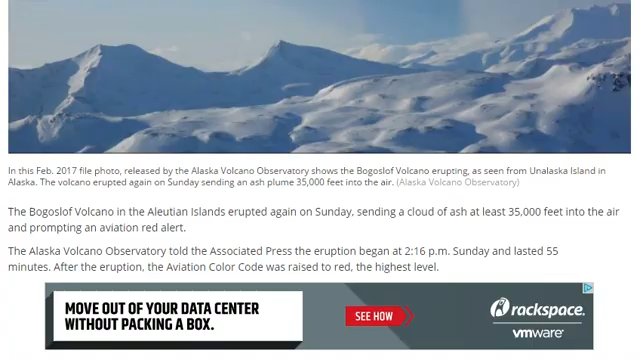 In this Feb. 2017 file photo, released by the Alaska Volcano Observatory shows the Bogoslof Volcano erupting, as seen from Unalaska Island in
Alaska. The volcano erupted again on Sunday sending an ash plume 35,000 feet into the air. (Alaska Volcano Observatory)
The Bogoslof Volcano in the Aleutian Islands erupted again on Sunday, sending a cloud of ash at least 35,000 feet into the air
and prompting an aviation red alert.
The Alaska Volcano Observatory told the Associated Press the eruption began at 2:16 p.m. Sunday and lasted 55
minutes. After the eruption, the Aviation Color Code was raised to red, the highest level.
MOVE OUT OF YOUR DATA CENTER
WITHOUT PACKING A BOX.
SEE HOW
rackspace.
vmware